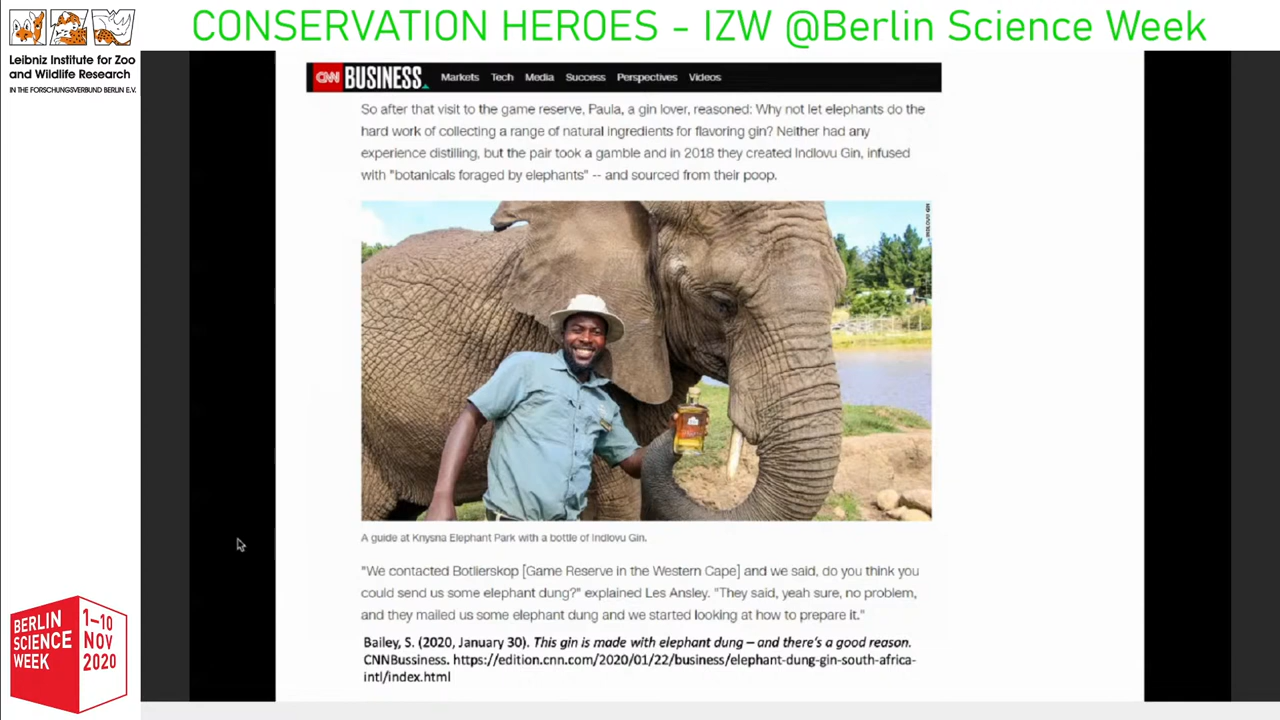 CONSERVATION HEROES - IZW @Berlin Science Week
Leibniz Institute for Zoo
and Wildlife Research
IN THE FORSCHUNGSVERBUND BERLIN E.V.
CNN BUSINESS Markets Tech Media Success Perspectives Videos
So after that visit to the game reserve, Paula, a gin lover, reasoned: Why not let elephants do the
hard work of collecting a range of natural ingredients for flavoring gin? Neither had any
experience distilling, but the pair took a gamble and in 2018 they created Indlovu Gin, infused
with "botanicals foraged by elephants" -- and sourced from their poop.
INDLOVU GIN
A guide at Knysna Elephant Park with a bottle of Indlovu Gin.
"We contacted Botlierskop [Game Reserve in the Western Cape] and we said, do you think you
could send us some elephant dung?" explained Les Ansley. "They said, yeah sure, no problem,
and they mailed us some elephant dung and we started looking at how to prepare it."
Bailey, S. (2020, January 30). This gin is made with elephant dung – and there's a good reason.
CNNBussiness. https://edition.cnn.com/2020/01/22/business/elephant-dung-gin-south-africa-
intl/index.html
BERLIN
SCIENCE
WEEK
1–10
NOV
2020